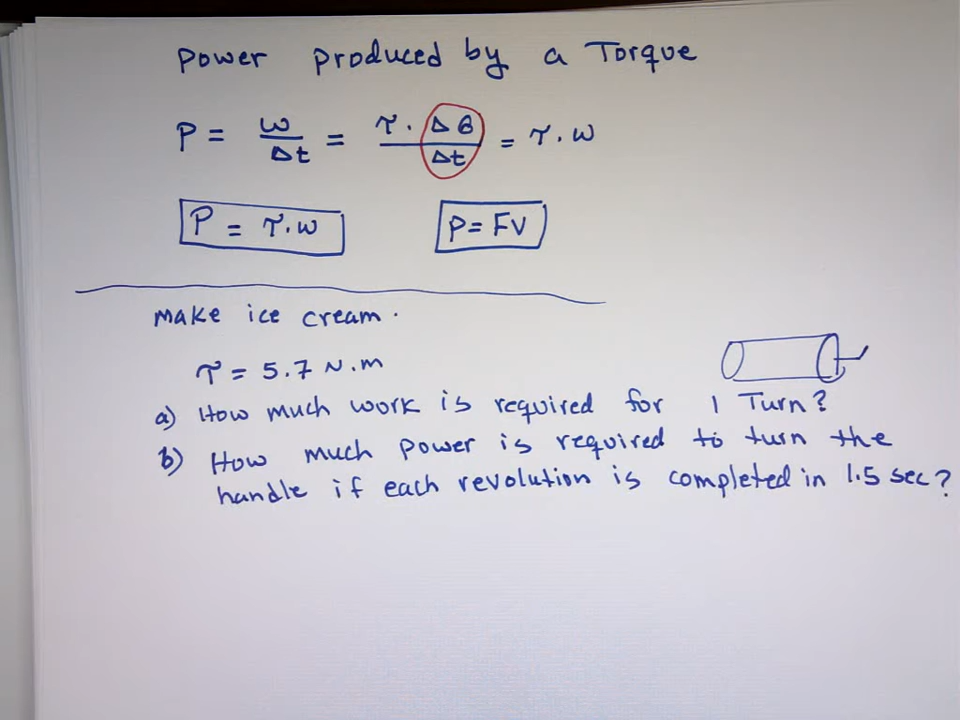 Power produced by a Torque
P = W/Δt = τ·Δθ/Δt = τ·ω
P = τ·ω P = FV
make ice cream.
τ = 5.7 N.m
a) How much work is required for 1 Turn?
b) How much power is required to turn the
handle if each revolution is completed in 1.5 sec?